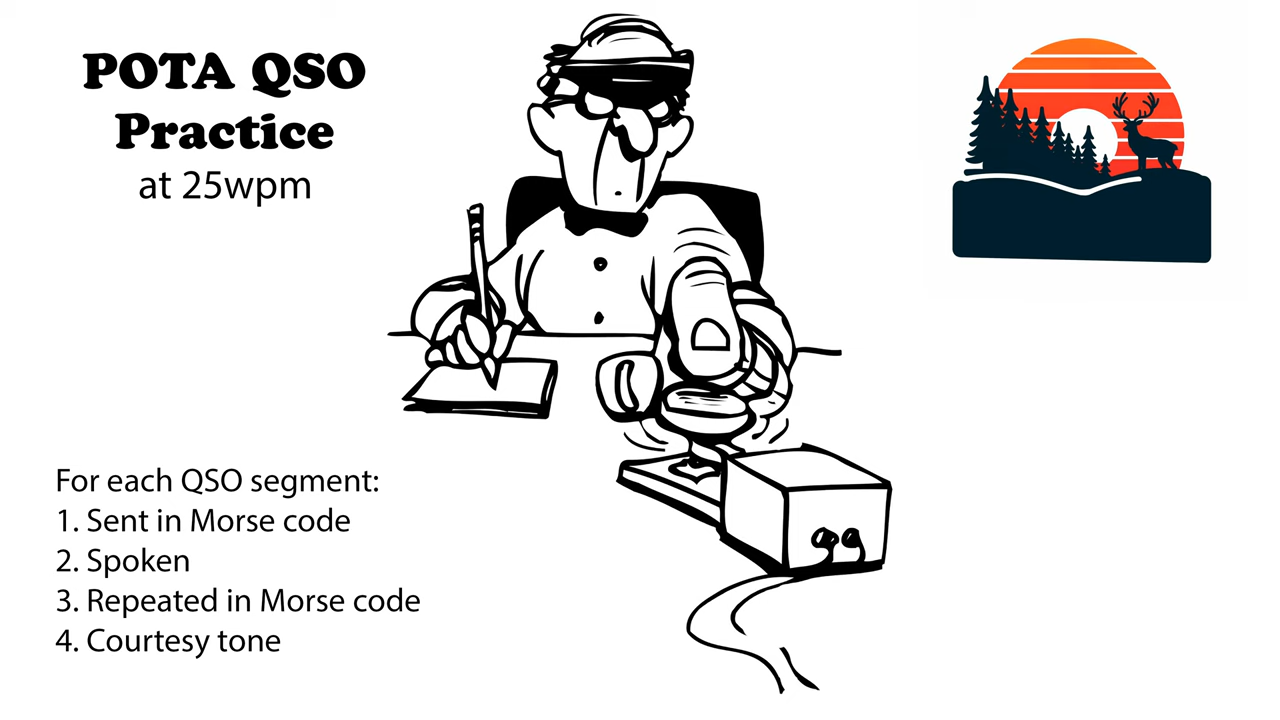 POTA QSO
Practice
at 25wpm
For each QSO segment:
1. Sent in Morse code
2. Spoken
3. Repeated in Morse code
4. Courtesy tone